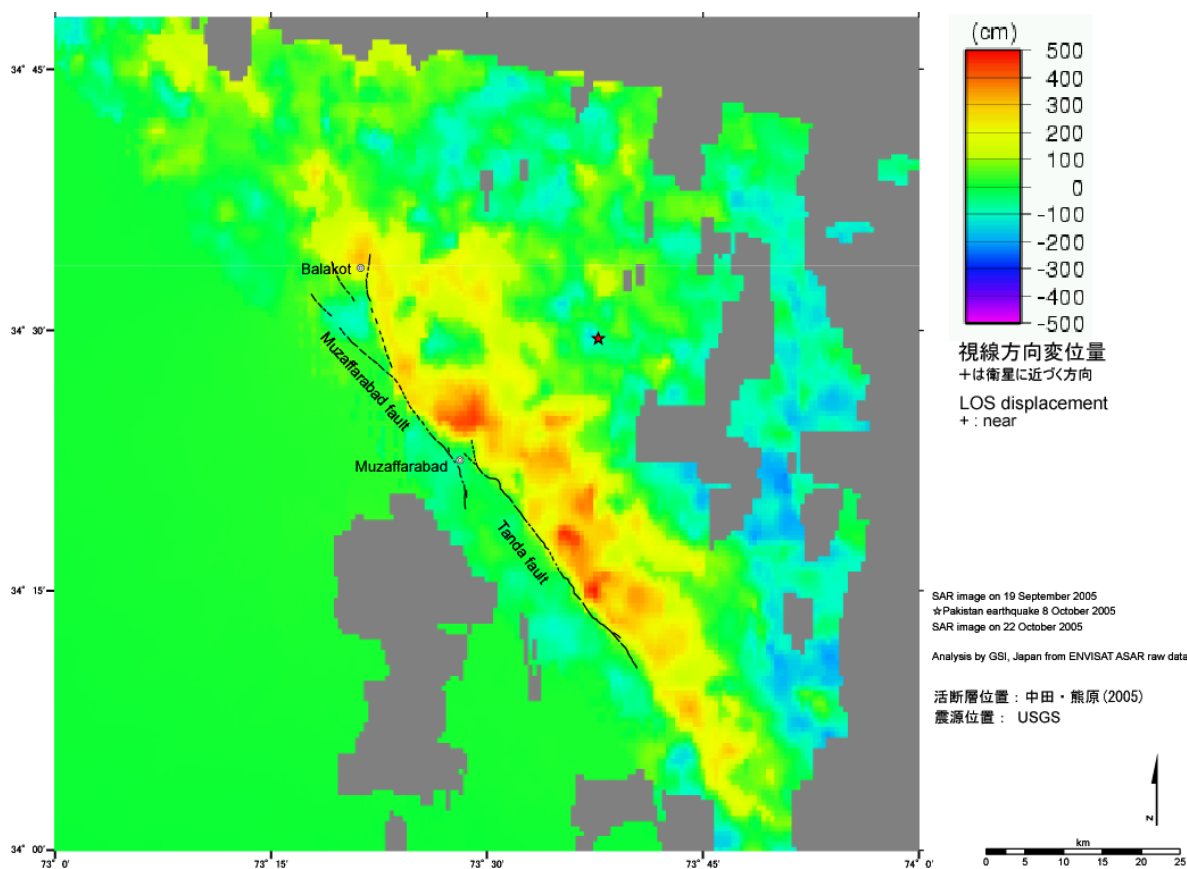 (cm)
500
400
300
200
100
0
-100
-200
-300
-400
-500
視線方向変位量
+は衛星に近づく方向
LOS displacement
+ : near
34° 45'
34° 30'
34° 15'
34° 00'
Balakot
Muzaffarabad fault
Muzaffarabad
Tanda fault
SAR image on 19 September 2005
☆Pakistan earthquake 8 October 2005
SAR image on 22 October 2005
Analysis by GSI, Japan from ENVISAT ASAR raw data
活断層位置：中田・熊原(2005)
震源位置： USGS
N
km
0 5 10 15 20 25
73° 0'
73° 15'
73° 30'
73° 45'
74° 0'